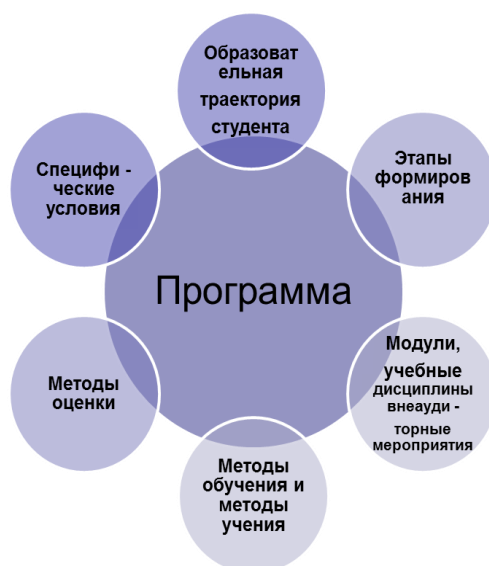 Образоват
ельная
траектория
студента
Этапы
формиров
ания
Модули,
учебные
дисциплины
внеауди -
торные
мероприятия
Методы
обучения и
методы
учения
Методы
оценки
Специфи -
ческие
условия
Программа